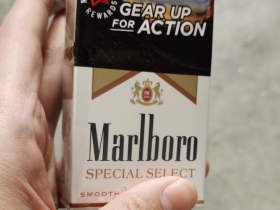 REWARDS
GEAR UP
FOR ACTION
Marlboro
SPECIAL SELECT
SMOOTH